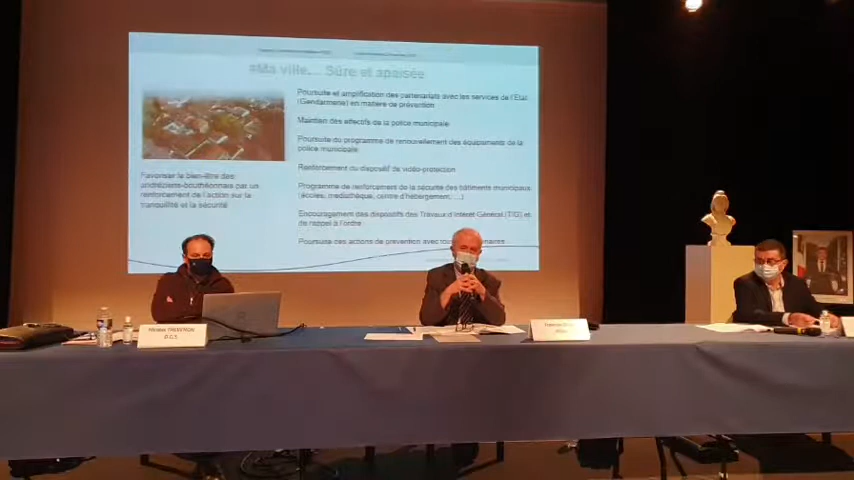 #Ma ville... Sûre et apaisée
Poursuite et amplification des partenariats avec les services de l'Etat
(Gendarmerie) en matière de prévention
Maintien des effectifs de la police municipale
Poursuite du programme de renouvellement des équipements de la
police municipale
Renforcement du dispositif de vidéo-protection
Programme de renforcement de la sécurité des bâtiments municipaux
(écoles, médiathèque, centre d'hébergement, ...)
Encouragement des dispositifs des Travaux d'Intérêt Général (TIG) et
de rappel à l'ordre
Poursuite des actions de prévention avec
Favoriser le bien-être des
andréziens-bouthéonnais par un
renforcement de l'action sur la
tranquillité et la sécurité
D.G.S